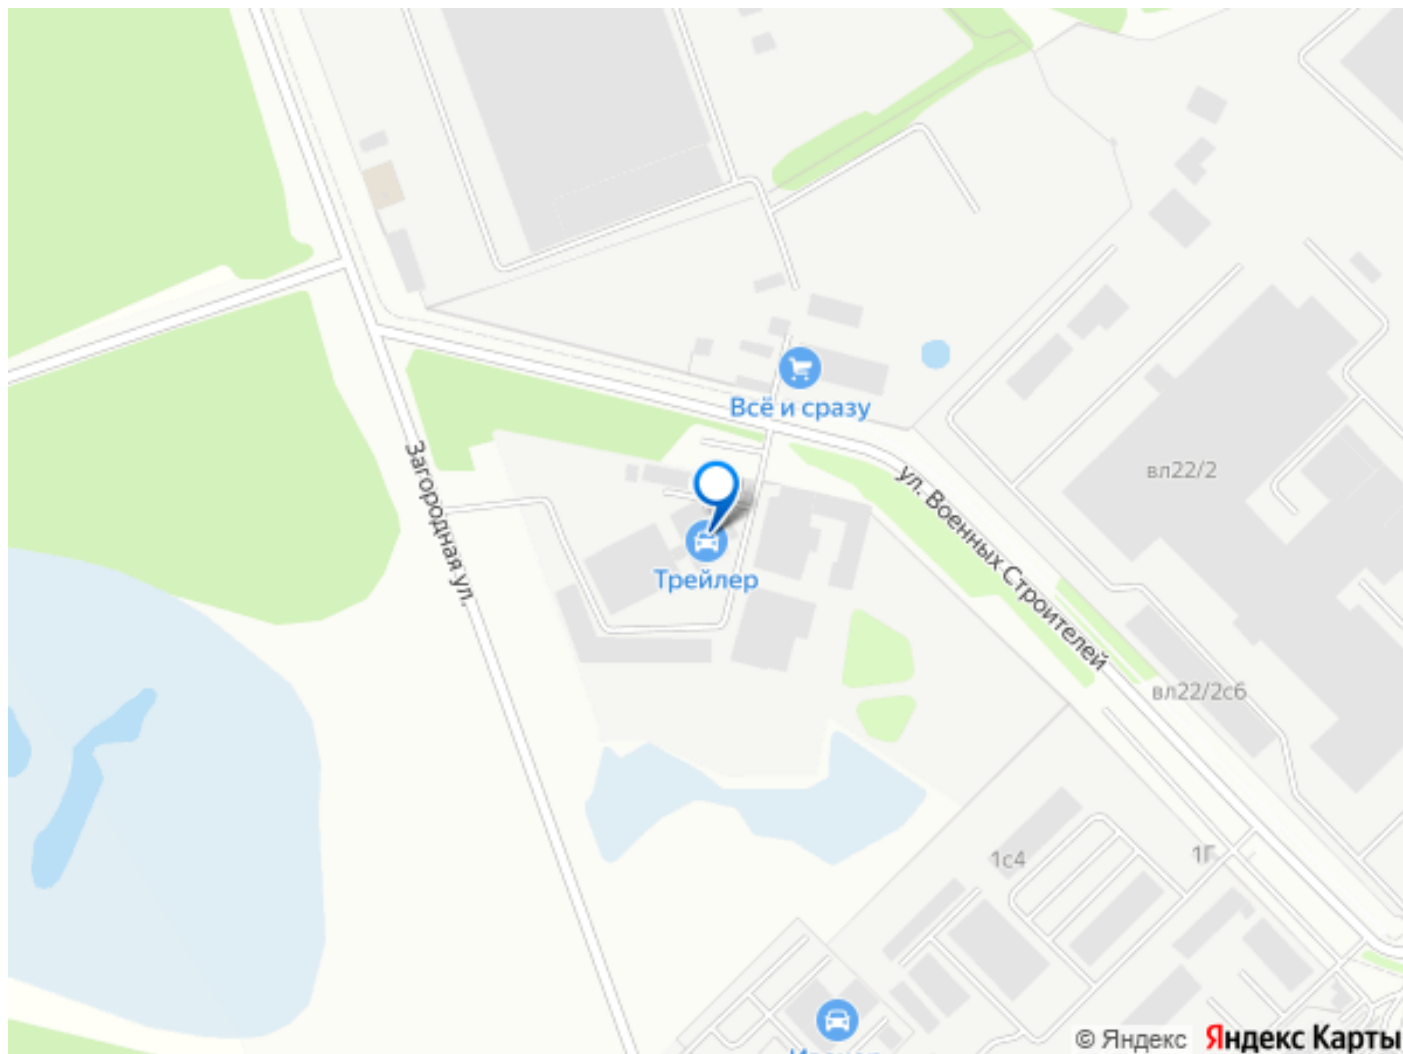 Всё и сразу
Загородная ул.
ул. Военных Строителей
вл22/2
Трейлер
вл22/2с6
1с4
1Г
© Яндекс Яндекс Карты